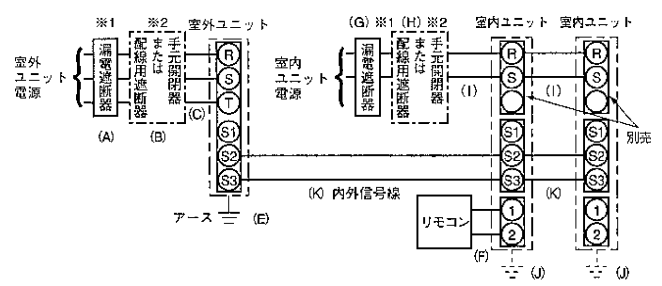 ※1
※2
室外ユニット
室外
ユニット
電源
漏電遮断器
手元開閉器
または
配線用遮断器
(A)
(B)
(C)
R
S
T
S1
S2
S3
アース
(E)
(G) ※1 (H) ※2
室内ユニット
室内ユニット
室内
ユニット
電源
漏電遮断器
手元開閉器
または
配線用遮断器
(I)
(I)
R
S
S1
S2
S3
1
2
R
S
S1
S2
S3
1
2
別売
(K) 内外信号線
(K)
リモコン
(F)
(J)
(J)